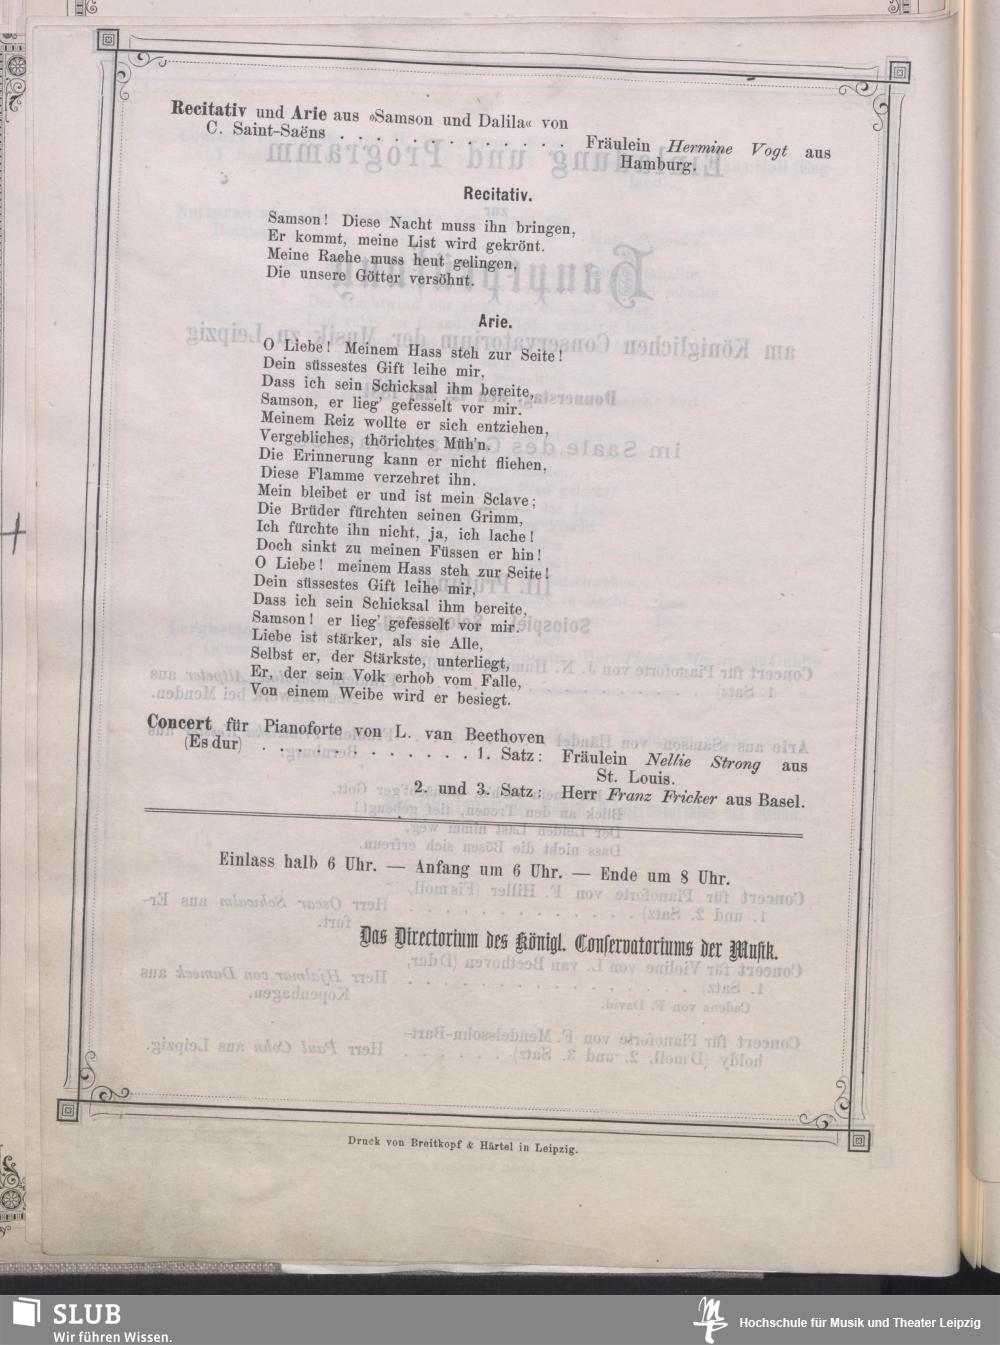 Recitativ und Arie aus »Samson und Dalila« von
C. Saint-Saëns . . . . . . . . . . . . . Fräulein Hermine Vogt aus
Hamburg.
Recitativ.
Samson! Diese Nacht muss ihn bringen,
Er kommt, meine List wird gekrönt.
Meine Rache muss heut gelingen,
Die unsere Götter versöhnt.
Arie.
O Liebe! Meinem Hass steh zur Seite!
Dein süssestes Gift leihe mir,
Dass ich sein Schicksal ihm bereite,
Samson, er lieg' gefesselt vor mir.
Meinem Reiz wollte er sich entziehen,
Vergebliches, thörichtes Müh'n.
Die Erinnerung kann er nicht fliehen,
Diese Flamme verzehret ihn.
Mein bleibet er und ist mein Sclave;
Die Brüder fürchten seinen Grimm,
Ich fürchte ihn nicht, ja, ich lache!
Doch sinkt zu meinen Füssen er hin!
O Liebe! meinem Hass steh zur Seite!
Dein süssestes Gift leihe mir,
Dass ich sein Schicksal ihm bereite,
Samson! er lieg' gefesselt vor mir.
Liebe ist stärker, als sie Alle,
Selbst er, der Stärkste, unterliegt,
Er, der sein Volk erhob vom Falle,
Von einem Weibe wird er besiegt.
Concert für Pianoforte von L. van Beethoven
(Es dur) . . . . . . . . . . . . 1. Satz: Fräulein Nellie Strong aus
St. Louis.
2. und 3. Satz: Herr Franz Fricker aus Basel.
Einlass halb 6 Uhr. — Anfang um 6 Uhr. — Ende um 8 Uhr.
Das Directorium des Königl. Conservatoriums der Musik.
Druck von Breitkopf & Härtel in Leipzig.
SLUB
Wir führen Wissen.
Hochschule für Musik und Theater Leipzig